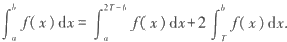 ∫_a^b f(x) dx = ∫_a^{2T-b} f(x) dx + 2 ∫_T^b f(x) dx.